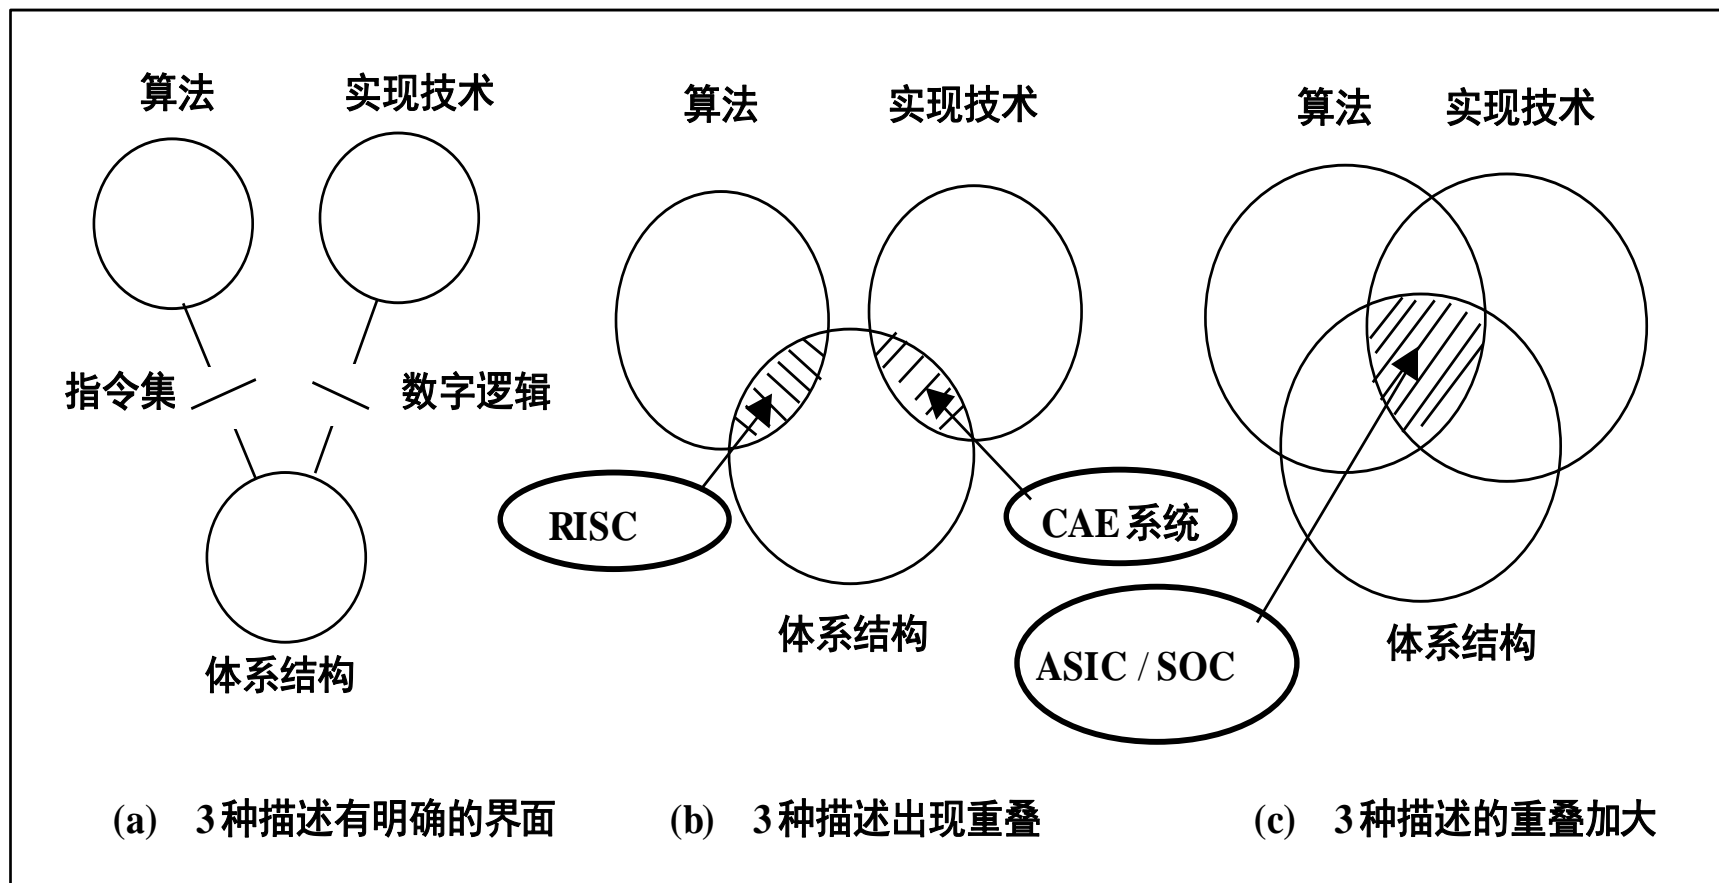 算法
实现技术
指令集
数字逻辑
体系结构
(a) 3种描述有明确的界面
算法
实现技术
RISC
CAE系统
体系结构
(b) 3种描述出现重叠
算法
实现技术
ASIC / SOC
体系结构
(c) 3种描述的重叠加大